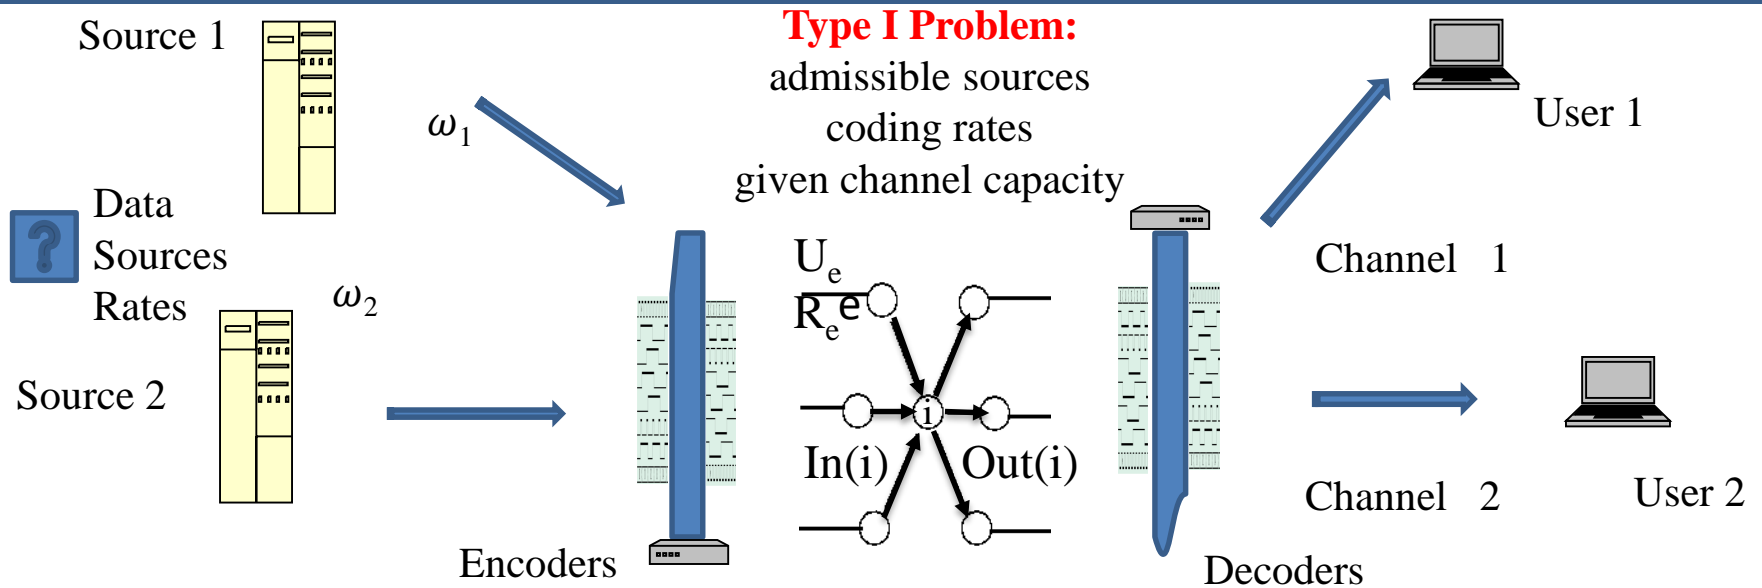 Source 1
Type I Problem:
admissible sources
coding rates
given channel capacity
ω₁
User 1
?
Data
Sources
Rates
ω₂
Source 2
Uₑ
Rₑe
i
In(i)
Out(i)
Channel 1
Channel 2
User 2
Encoders
Decoders